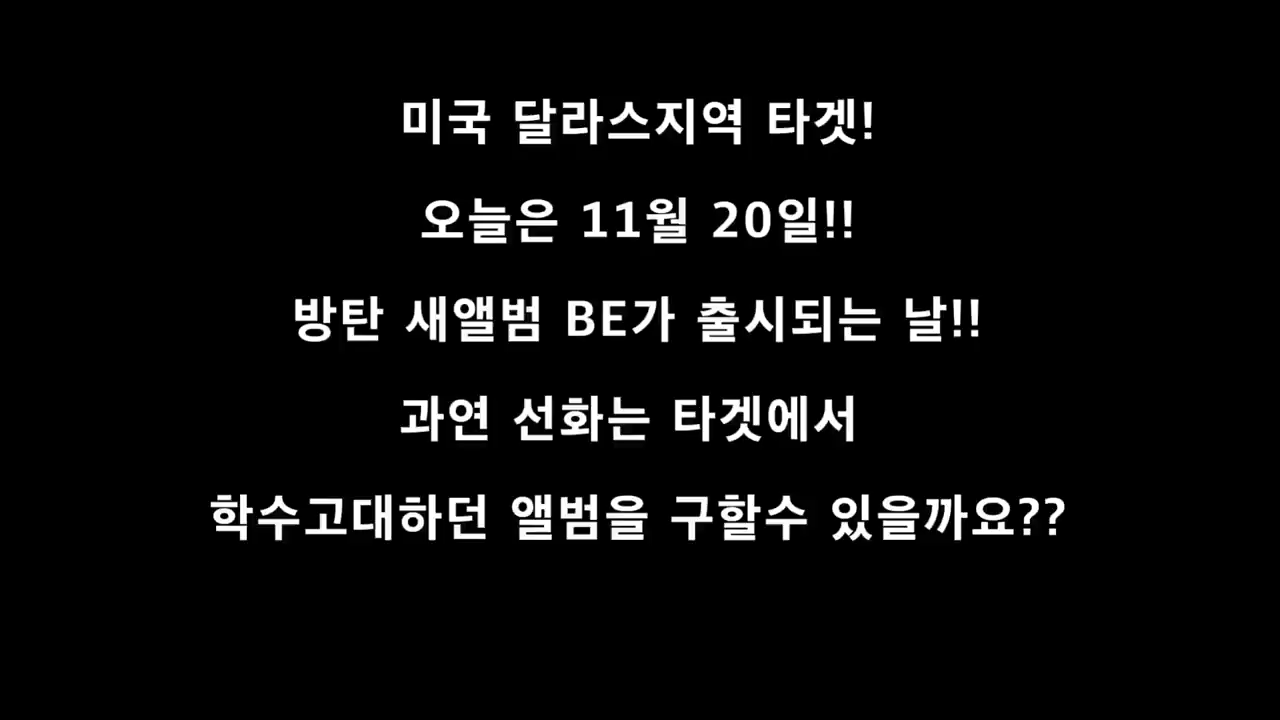 미국 달라스지역 타겟!
오늘은 11월 20일!!
방탄 새앨범 BE가 출시되는 날!!
과연 선화는 타겟에서
학수고대하던 앨범을 구할수 있을까요??